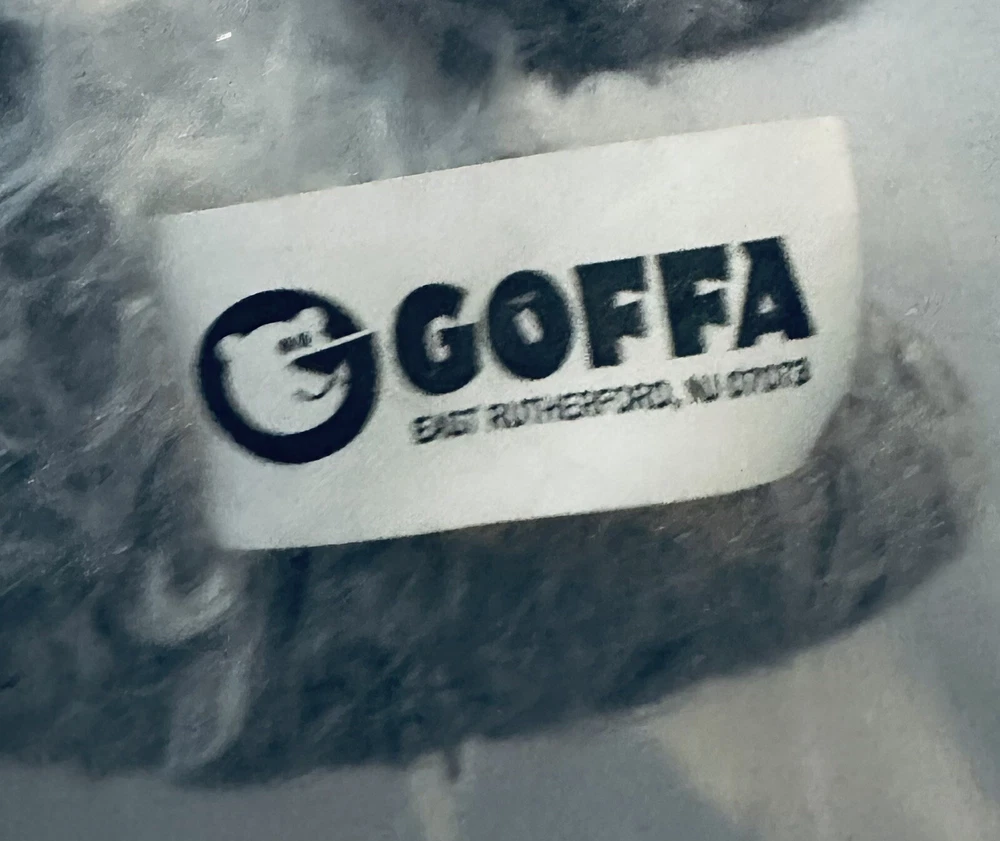 GOFFA
EAST RUTHERFORD, NJ 07073